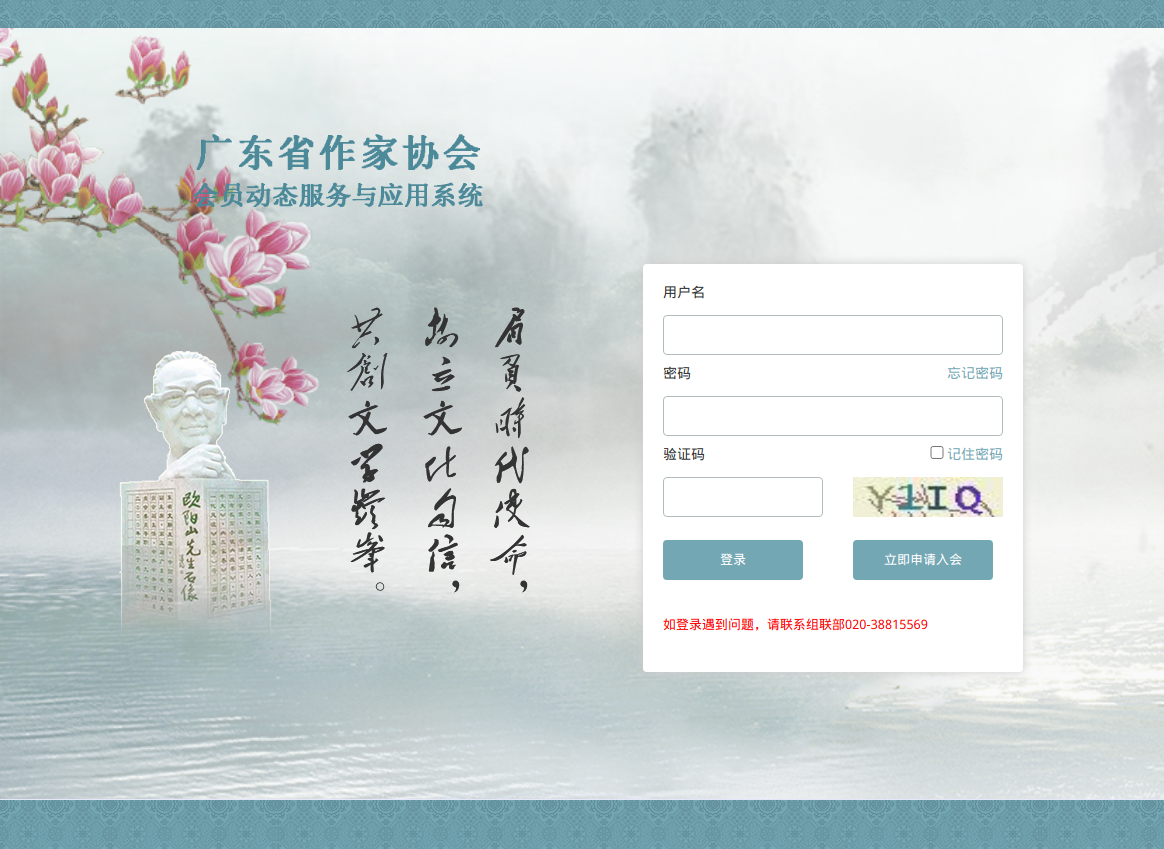 广东省作家协会
会员动态服务与应用系统
肩负时代使命，
树立文化自信，
共创文学高峰。
欧阳山先生石像
用户名
密码
忘记密码
验证码
记住密码
Y1IQ
登录
立即申请入会
如登录遇到问题，请联系组联部020-38815569